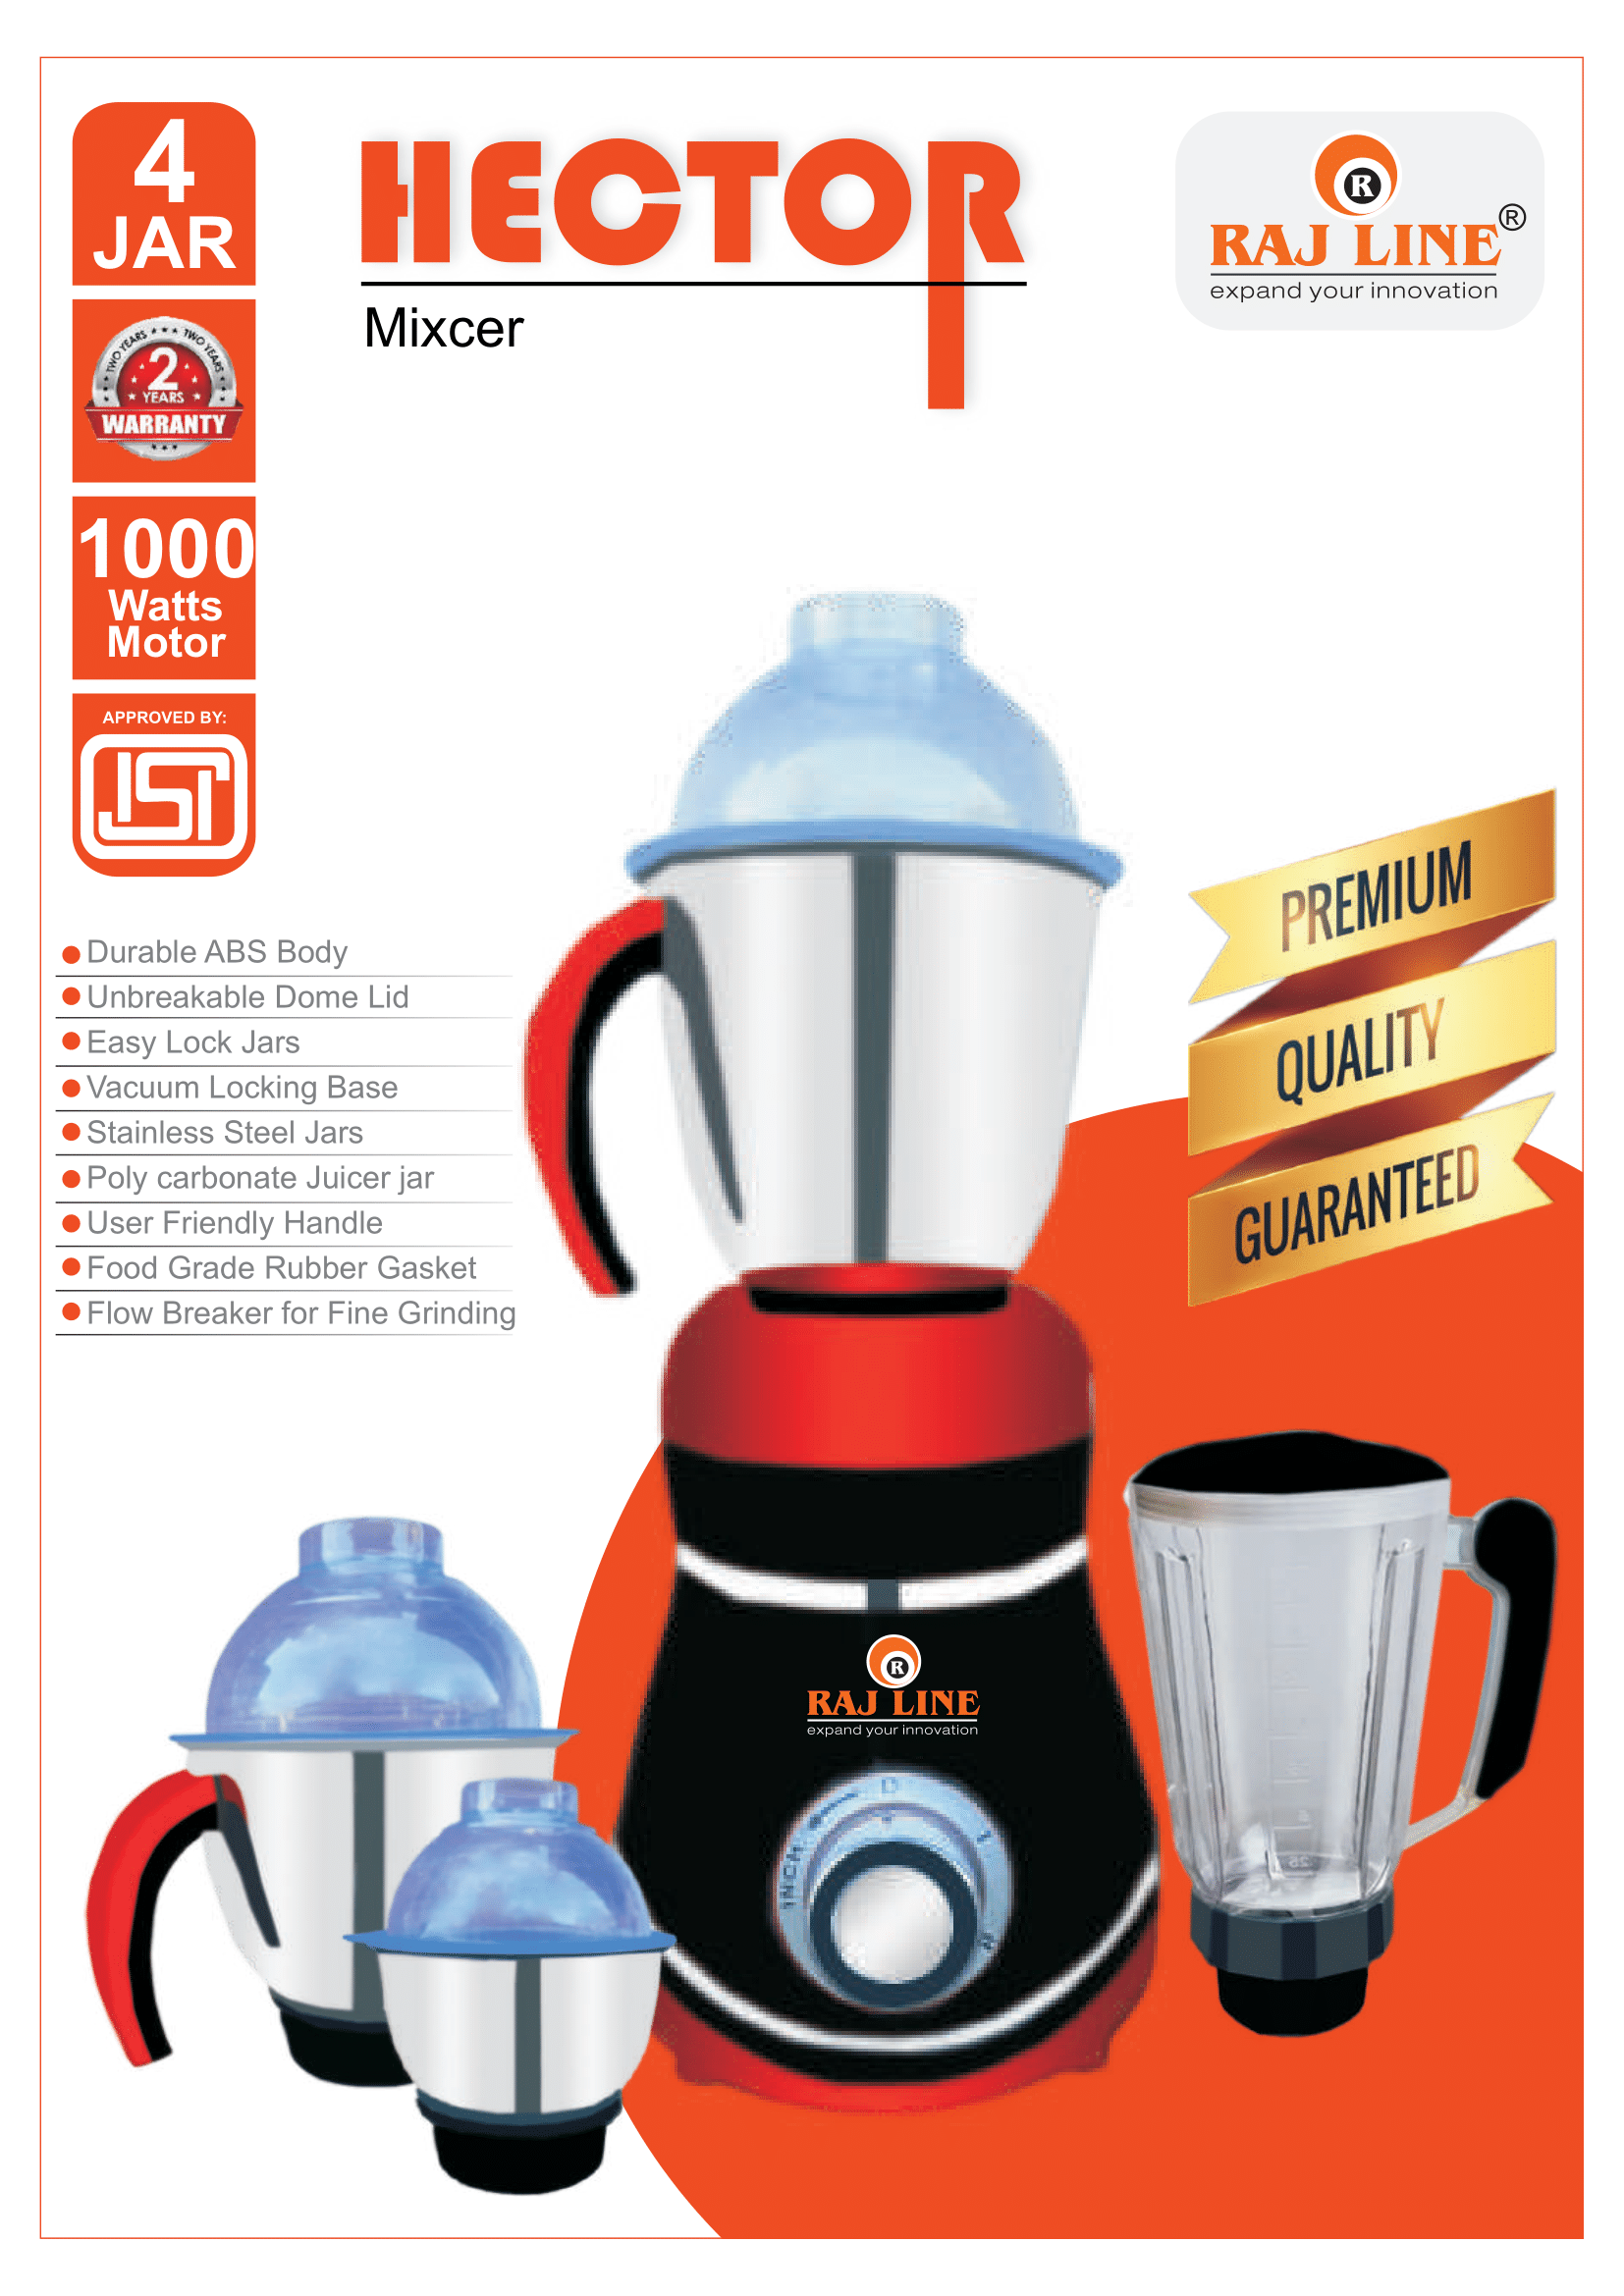 4
JAR
HECTOR
Mixcer
R
RAJ LINE®
expand your innovation
TWO YEARS TWO YEARS
2
YEARS
WARRANTY
1000
Watts
Motor
APPROVED BY:
ISI
Durable ABS Body
Unbreakable Dome Lid
Easy Lock Jars
Vacuum Locking Base
Stainless Steel Jars
Poly carbonate Juicer jar
User Friendly Handle
Food Grade Rubber Gasket
Flow Breaker for Fine Grinding
PREMIUM
QUALITY
GUARANTEED
R
RAJ LINE
expand your innovation
INCH